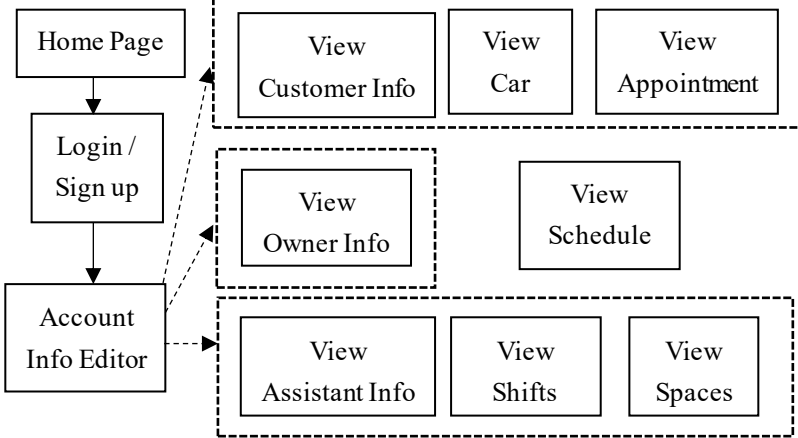 Home Page
Login /
Sign up
Account
Info Editor
View
Customer Info
View
Car
View
Appointment
View
Owner Info
View
Schedule
View
Assistant Info
View
Shifts
View
Spaces